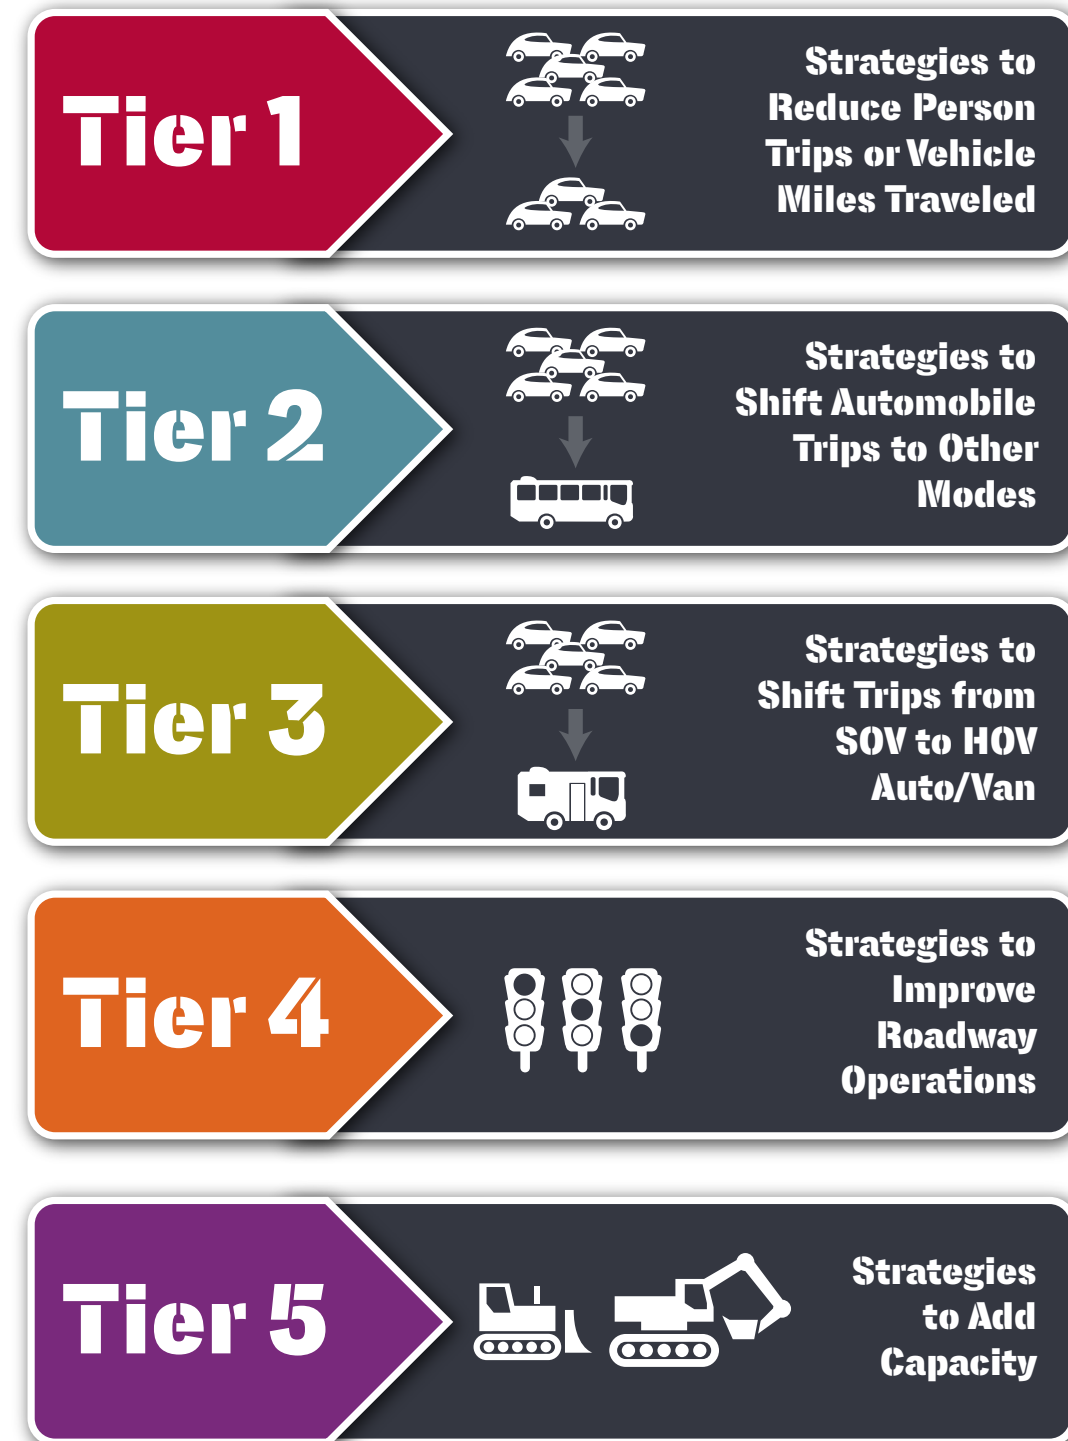 Tier 1
Strategies to
Reduce Person
Trips or Vehicle
Miles Traveled
Tier 2
Strategies to
Shift Automobile
Trips to Other
Modes
Tier 3
Strategies to
Shift Trips from
SOV to HOV
Auto/Van
Tier 4
Strategies to
Improve
Roadway
Operations
Tier 5
Strategies
to Add
Capacity